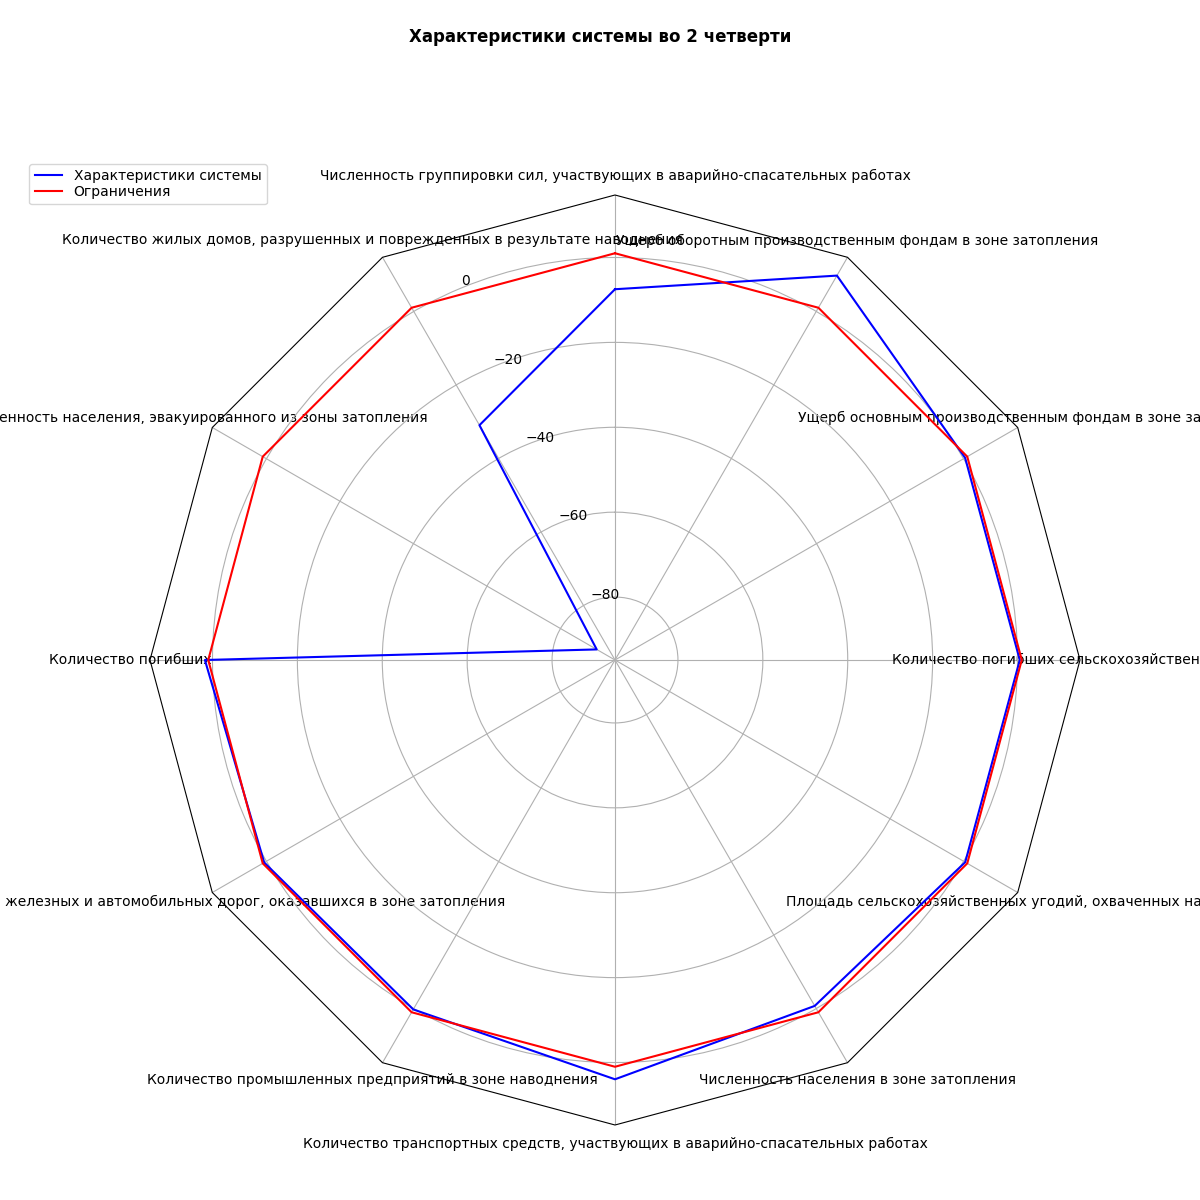 Характеристики системы во 2 четверти
Характеристики системы
Ограничения
Численность группировки сил, участвующих в аварийно-спасательных работах
Количество жилых домов, разрушенных и поврежденных в результате наводнения
Ущерб оборотным производственным фондам в зоне затопления
0
−20
енность населения, эвакуированного из зоны затопления
Ущерб основным производственным фондам в зоне за
−40
−60
−80
Количество погибших
Количество погибших сельскохозяйствен
железных и автомобильных дорог, оказавшихся в зоне затопления
Площадь сельскохозяйственных угодий, охваченных на
Количество промышленных предприятий в зоне наводнения
Численность населения в зоне затопления
Количество транспортных средств, участвующих в аварийно-спасательных работах